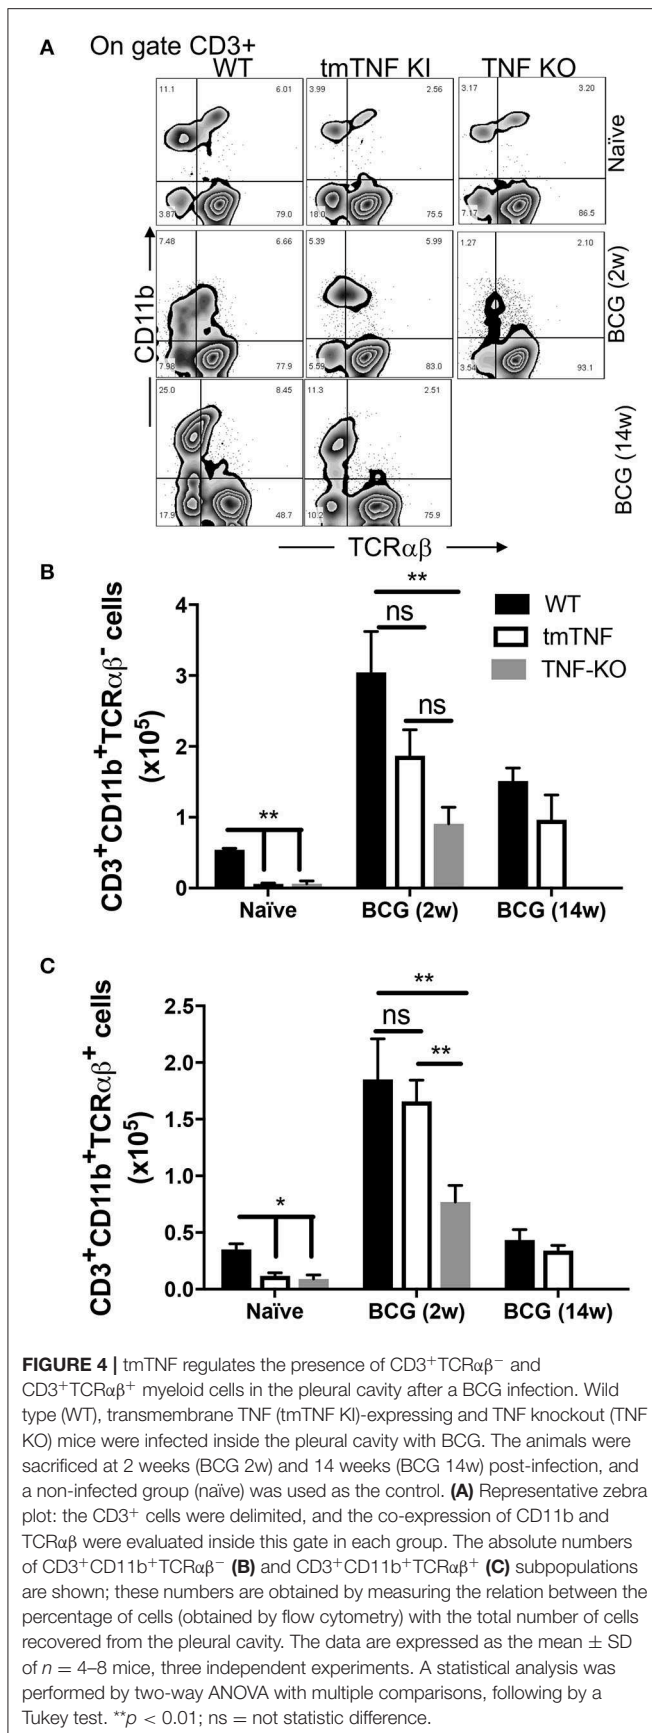 A On gate CD3+
WT tmTNF KI TNF KO
11.1 6.01 3.99 2.56 3.17 3.20
Naïve
3.87 79.0 18.0 75.5 7.17 86.5
7.48 6.66 5.39 5.99 1.27 2.10
BCG (2w)
CD11b
7.98 77.9 5.59 83.0 3.54 93.1
25.0 8.45 11.3 2.51
BCG (14w)
17.9 48.7 10.2 75.9
TCRαβ
B
**
ns
ns
**
WT
tmTNF
TNF-KO
CD3+CD11b+TCRαβ- cells
(x10⁵)
4
3
2
1
0
Naïve BCG (2w) BCG (14w)
C
**
ns
**
*
CD3+CD11b+TCRαβ+ cells
(x10⁵)
2.5
2.0
1.5
1.0
0.5
0.0
Naïve BCG (2w) BCG (14w)
FIGURE 4 | tmTNF regulates the presence of CD3+TCRαβ− and
CD3+TCRαβ+ myeloid cells in the pleural cavity after a BCG infection. Wild
type (WT), transmembrane TNF (tmTNF KI)-expressing and TNF knockout (TNF
KO) mice were infected inside the pleural cavity with BCG. The animals were
sacrificed at 2 weeks (BCG 2w) and 14 weeks (BCG 14w) post-infection, and
a non-infected group (naïve) was used as the control. (A) Representative zebra
plot: the CD3+ cells were delimited, and the co-expression of CD11b and
TCRαβ were evaluated inside this gate in each group. The absolute numbers
of CD3+CD11b+TCRαβ− (B) and CD3+CD11b+TCRαβ+ (C) subpopulations
are shown; these numbers are obtained by measuring the relation between the
percentage of cells (obtained by flow cytometry) with the total number of cells
recovered from the pleural cavity. The data are expressed as the mean ± SD
of n = 4–8 mice, three independent experiments. A statistical analysis was
performed by two-way ANOVA with multiple comparisons, following by a
Tukey test. **p < 0.01; ns = not statistic difference.